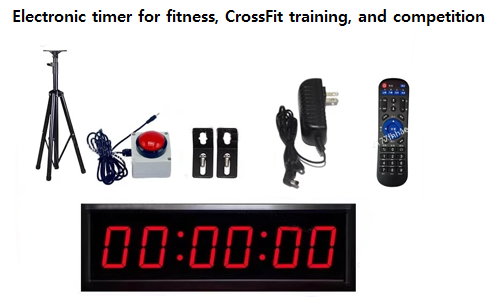 Electronic timer for fitness, CrossFit training, and competition
00:00:00